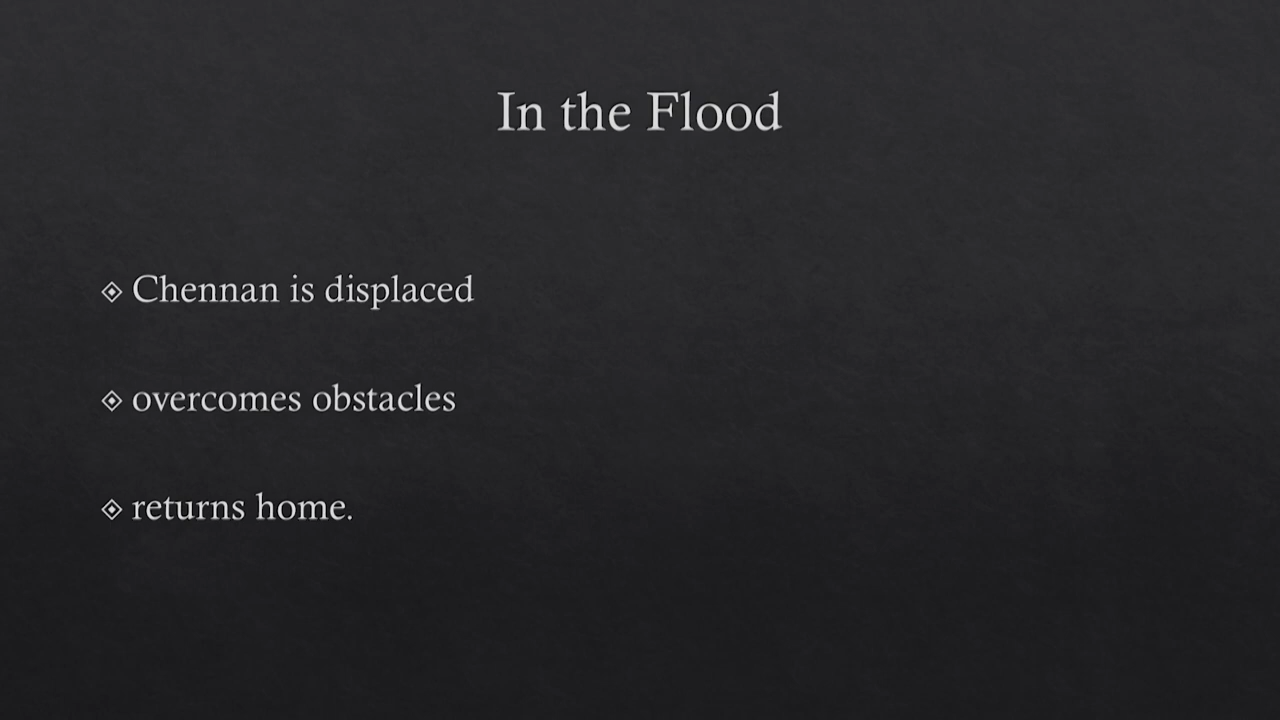 In the Flood
Chennan is displaced
overcomes obstacles
returns home.